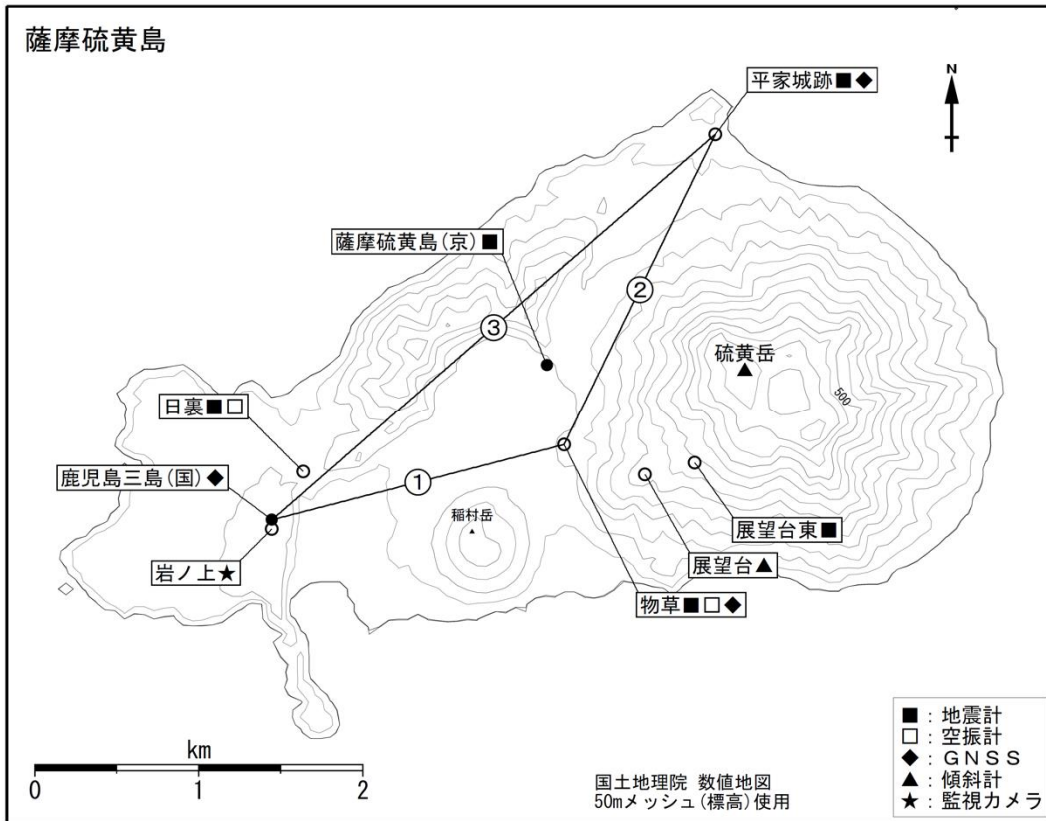 薩摩硫黄島
平家城跡■◆
N
薩摩硫黄島(京)■
②
③
硫黄岳
500
日裏■□
鹿児島三島(国)◆
①
稲村岳
展望台東■
岩ノ上★
展望台▲
物草■□◆
km
0 1 2
国土地理院 数値地図
50mメッシュ(標高)使用
■：地震計
□：空振計
◆：GNSS
▲：傾斜計
★：監視カメラ